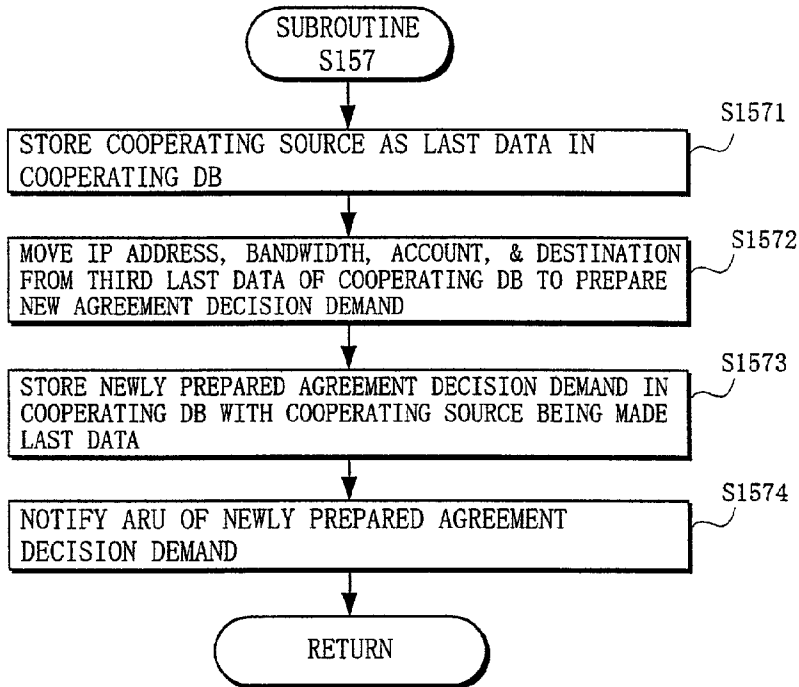 SUBROUTINE
S157
S1571
STORE COOPERATING SOURCE AS LAST DATA IN
COOPERATING DB
S1572
MOVE IP ADDRESS, BANDWIDTH, ACCOUNT, & DESTINATION
FROM THIRD LAST DATA OF COOPERATING DB TO PREPARE
NEW AGREEMENT DECISION DEMAND
S1573
STORE NEWLY PREPARED AGREEMENT DECISION DEMAND IN
COOPERATING DB WITH COOPERATING SOURCE BEING MADE
LAST DATA
S1574
NOTIFY ARU OF NEWLY PREPARED AGREEMENT
DECISION DEMAND
RETURN